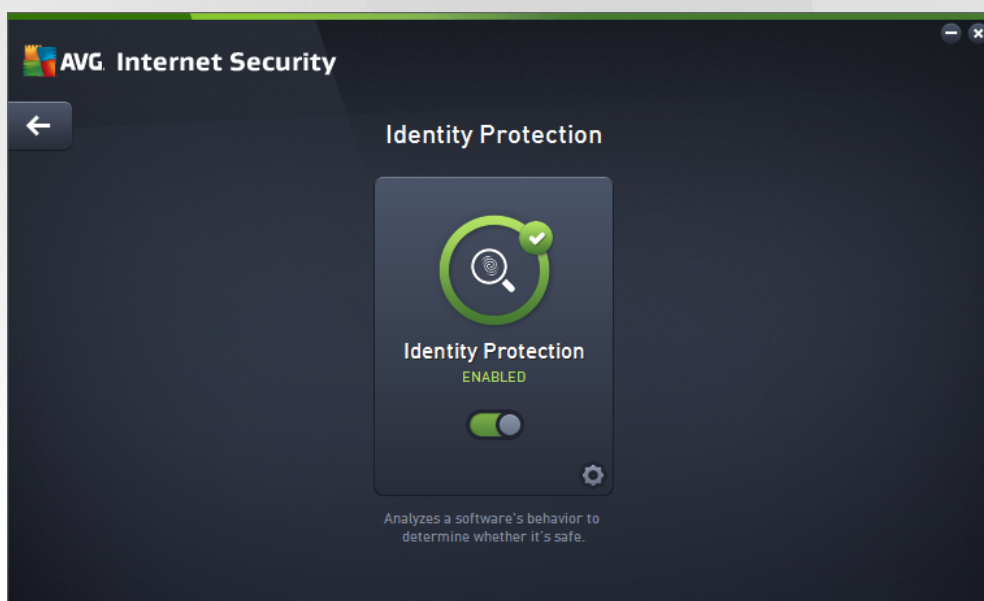 AVG. Internet Security
Identity Protection
Identity Protection
ENABLED
Analyzes a software's behavior to
determine whether it's safe.